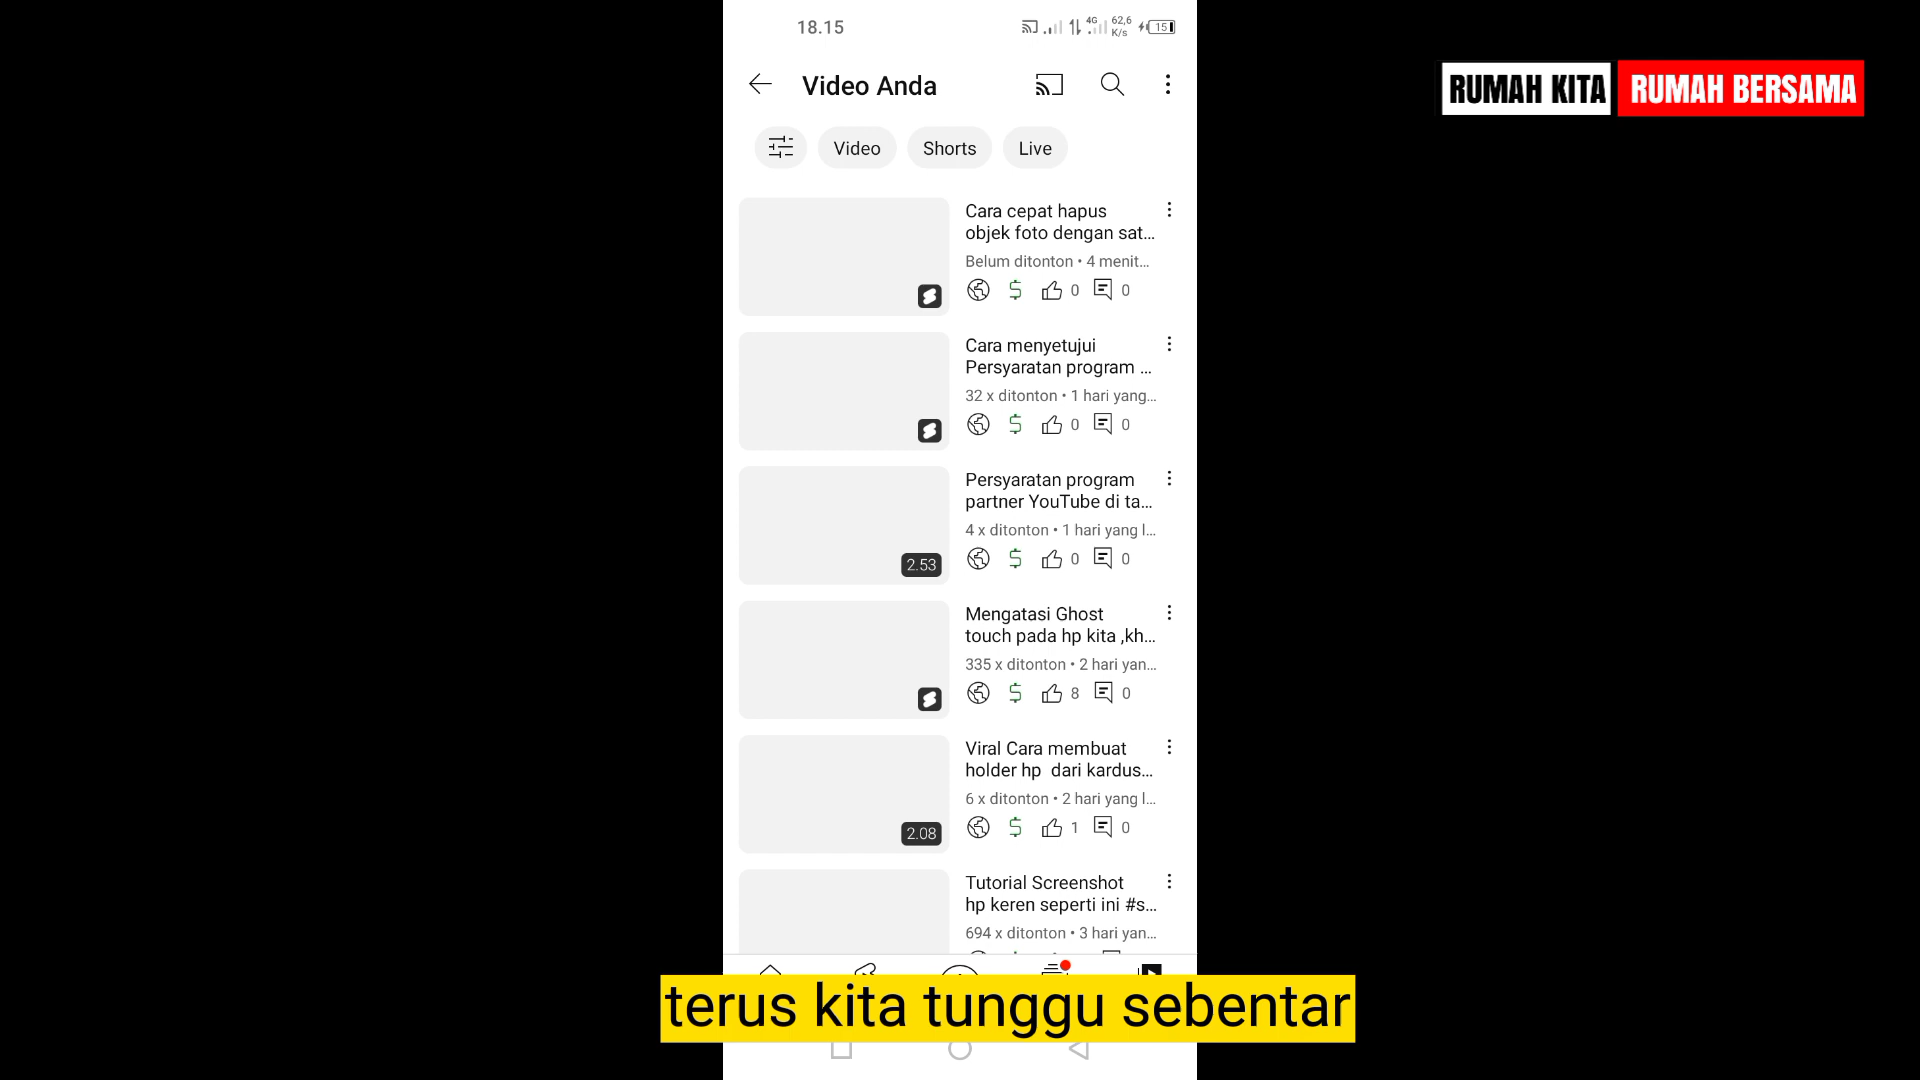 18.15
4G
62,6
K/s
15
Video Anda
RUMAH KITA RUMAH BERSAMA
Video
Shorts
Live
Cara cepat hapus
objek foto dengan sat...
Belum ditonton • 4 menit...
0
0
Cara menyetujui
Persyaratan program ...
32 x ditonton • 1 hari yang...
0
0
Persyaratan program
partner YouTube di ta...
4 x ditonton • 1 hari yang l...
0
0
2.53
Mengatasi Ghost
touch pada hp kita ,kh...
335 x ditonton • 2 hari yan...
8
0
Viral Cara membuat
holder hp  dari kardus...
6 x ditonton • 2 hari yang l...
1
0
2.08
Tutorial Screenshot
hp keren seperti ini #s...
694 x ditonton • 3 hari yan...
terus kita tunggu sebentar